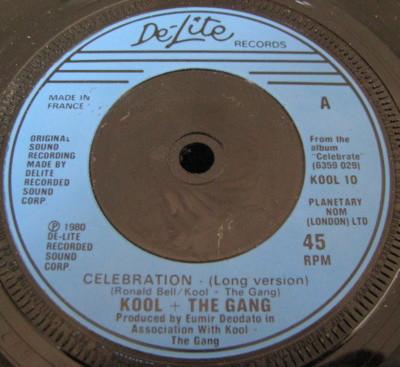 De-Lite
RECORDS
MADE IN
FRANCE
A
ORIGINAL
SOUND
RECORDING
MADE BY
DELITE
RECORDED
SOUND
CORP.
From the
album
"Celebrate"
(6359 029)
KOOL 10
PLANETARY
NOM
(LONDON) LTD
℗ 1980
DE-LITE
RECORDED
SOUND
CORP.
45
RPM
CELEBRATION - (Long version)
(Ronald Bell/Kool - The Gang)
KOOL + THE GANG
Produced by Eumir Deodato in
Association With Kool -
The Gang